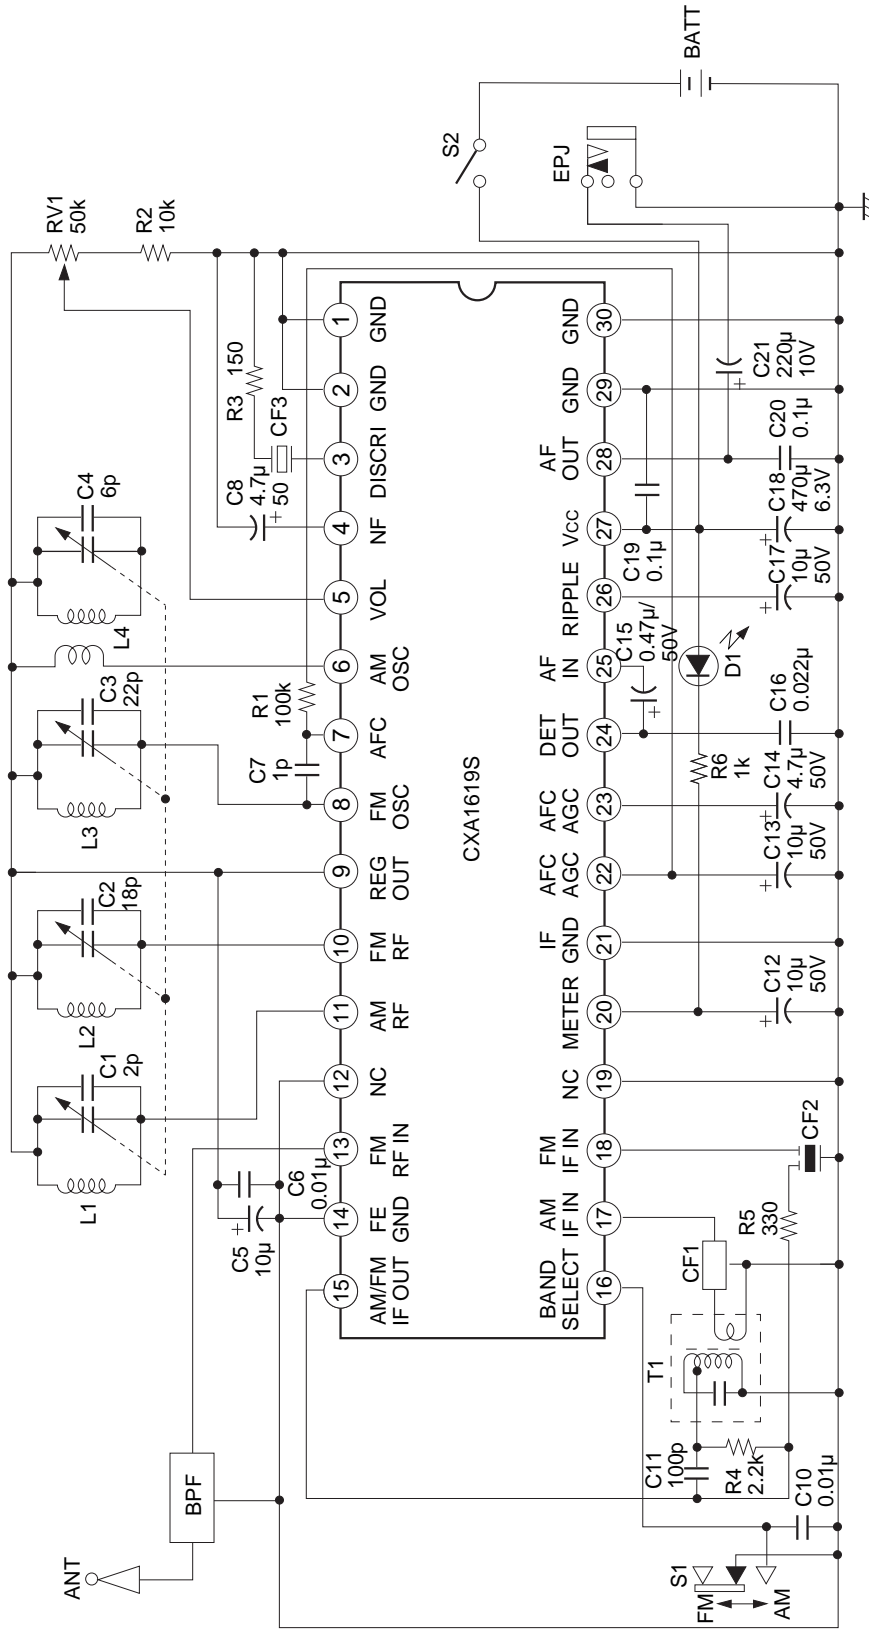 ANT
BPF
L1
C1
2p
L2
C2
18p
L3
C3
22p
L4
C4
6p
RV1
50k
R2
10k
C5
10µ
+
C6
0.01µ
C7
1p
R1
100k
C8
4.7µ
50
+
R3
150
CF3
15
14
13
12
11
10
9
8
7
6
5
4
3
2
1
AM/FM
IF OUT
FE
GND
FM
RF IN
NC
AM
RF
FM
RF
REG
OUT
FM
OSC
AFC
AM
OSC
VOL
NF
DISCRI
GND
GND
CXA1619S
BAND
SELECT
AM
IF IN
FM
IF IN
NC
METER
IF
GND
AFC
AGC
AFC
AGC
DET
OUT
AF
IN
RIPPLE
Vcc
AF
OUT
GND
GND
16
17
18
19
20
21
22
23
24
25
26
27
28
29
30
S1
FM
AM
C10
0.01µ
C11
100p
R4
2.2k
T1
CF1
R5
330
CF2
C12
10µ
50V
+
C13
10µ
50V
+
C14
4.7µ
50V
+
R6
1k
C15
0.47µ/
50V
+
C16
0.022µ
D1
C17
10µ
50V
+
C18
470µ
6.3V
+
C19
0.1µ
C20
0.1µ
C21
220µ
10V
+
S2
EPJ
BATT